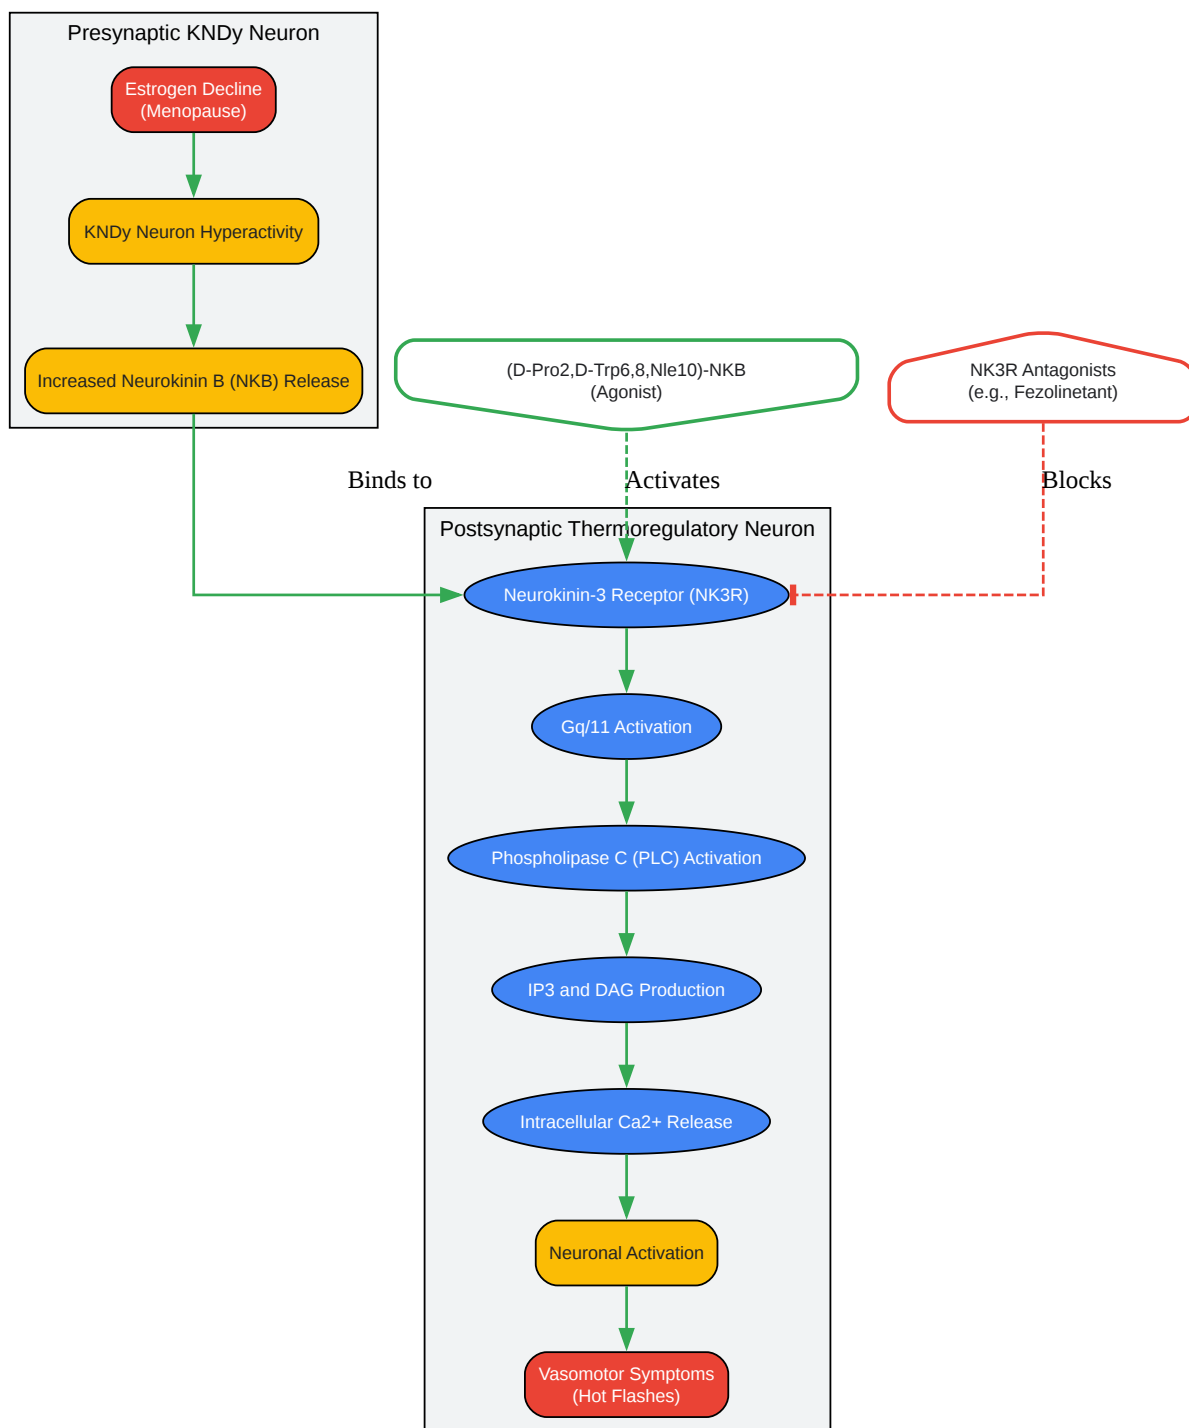 Presynaptic KNDy Neuron
Estrogen Decline
(Menopause)
KNDy Neuron Hyperactivity
Increased Neurokinin B (NKB) Release
(D-Pro2,D-Trp6,8,Nle10)-NKB
(Agonist)
NK3R Antagonists
(e.g., Fezolinetant)
Binds to
Activates
Blocks
Postsynaptic Thermoregulatory Neuron
Neurokinin-3 Receptor (NK3R)
Gq/11 Activation
Phospholipase C (PLC) Activation
IP3 and DAG Production
Intracellular Ca2+ Release
Neuronal Activation
Vasomotor Symptoms
(Hot Flashes)